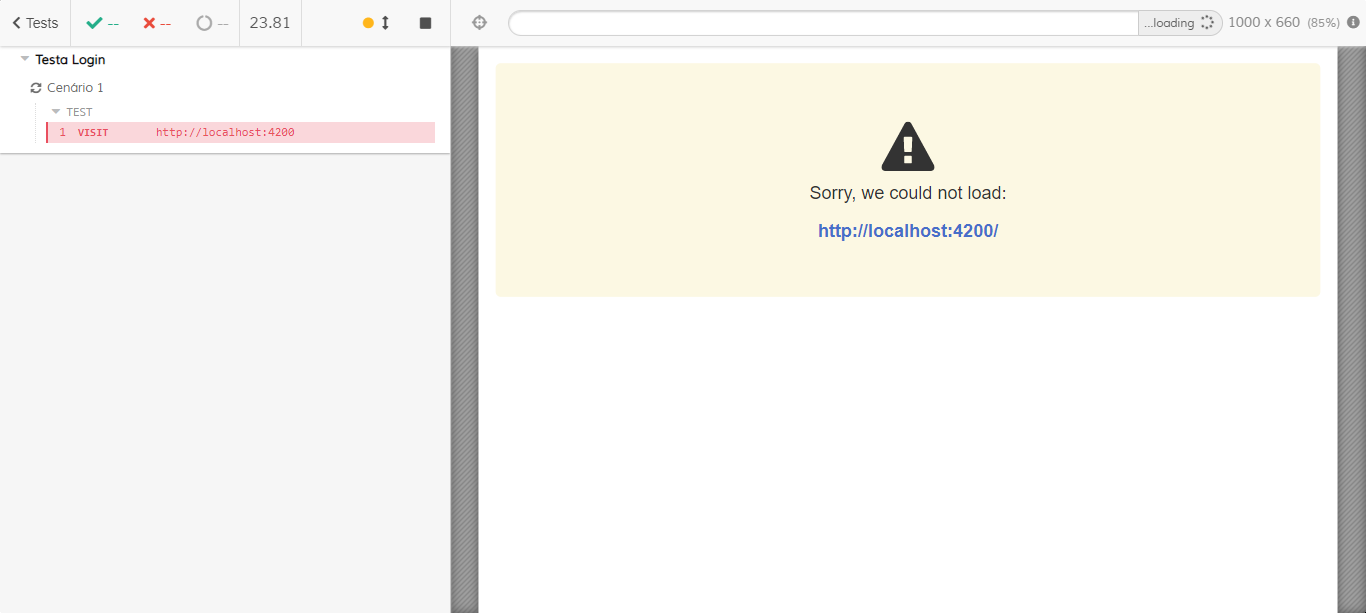 Tests -- -- -- 23.81
...loading 1000 x 660 (85%)
Testa Login
Cenário 1
TEST
1 VISIT http://localhost:4200
Sorry, we could not load:
http://localhost:4200/